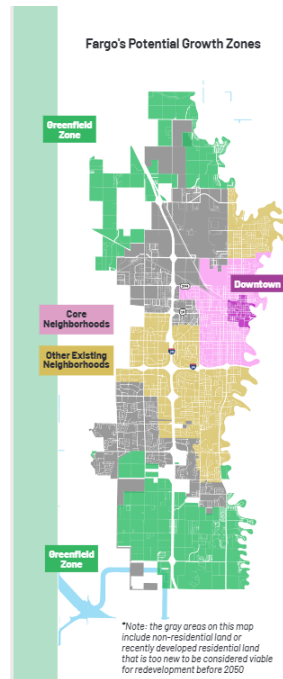 Fargo's Potential Growth Zones
Greenfield
Zone
Downtown
Core
Neighborhoods
Other Existing
Neighborhoods
Greenfield
Zone
*Note: the gray areas on this map
include non-residential land or
recently developed residential land
that is too new to be considered viable
for redevelopment before 2050